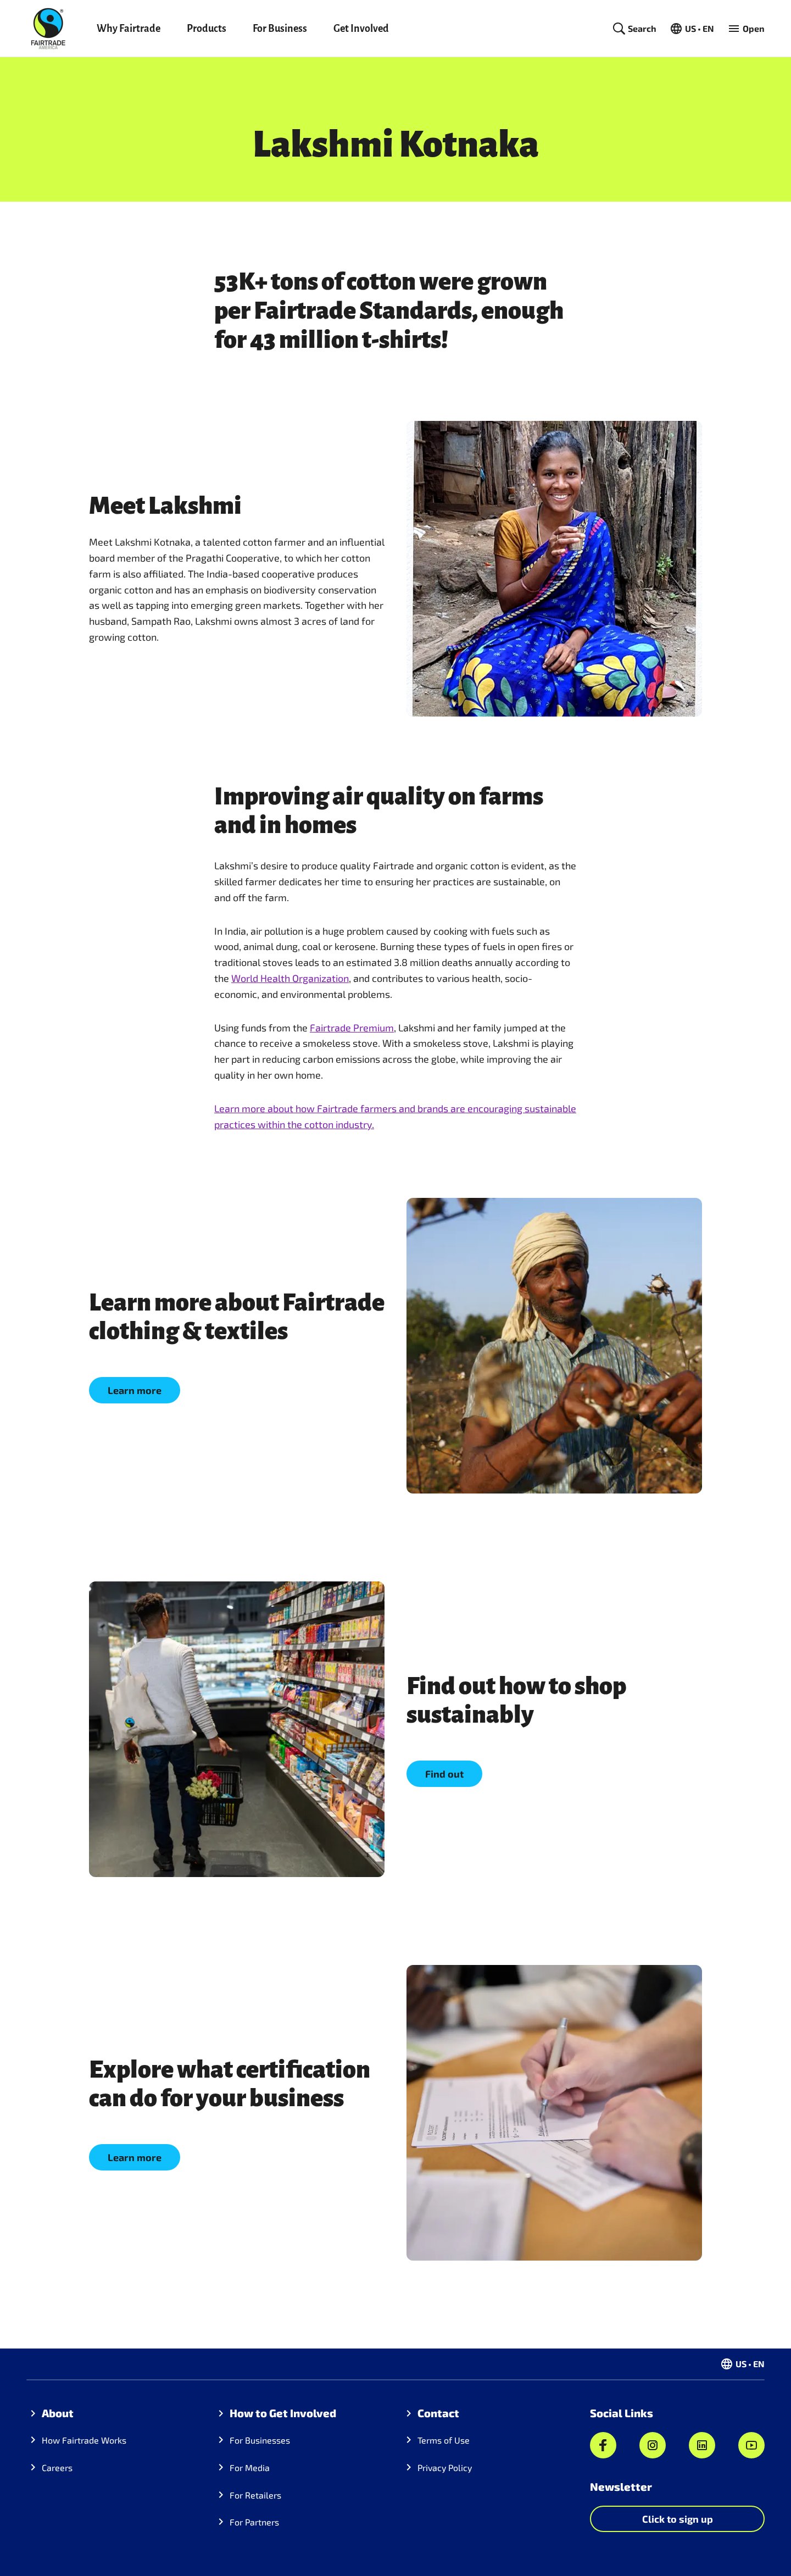 FAIRTRADE
AMERICA
Why Fairtrade
Products
For Business
Get Involved
Search
US • EN
Open
Lakshmi Kotnaka
53K+ tons of cotton were grown
per Fairtrade Standards, enough
for 43 million t-shirts!
Meet Lakshmi
Meet Lakshmi Kotnaka, a talented cotton farmer and an influential
board member of the Pragathi Cooperative, to which her cotton
farm is also affiliated. The India-based cooperative produces
organic cotton and has an emphasis on biodiversity conservation
as well as tapping into emerging green markets. Together with her
husband, Sampath Rao, Lakshmi owns almost 3 acres of land for
growing cotton.
Improving air quality on farms
and in homes
Lakshmi's desire to produce quality Fairtrade and organic cotton is evident, as the
skilled farmer dedicates her time to ensuring her practices are sustainable, on
and off the farm.
In India, air pollution is a huge problem caused by cooking with fuels such as
wood, animal dung, coal or kerosene. Burning these types of fuels in open fires or
traditional stoves leads to an estimated 3.8 million deaths annually according to
the World Health Organization, and contributes to various health, socio-
economic, and environmental problems.
Using funds from the Fairtrade Premium, Lakshmi and her family jumped at the
chance to receive a smokeless stove. With a smokeless stove, Lakshmi is playing
her part in reducing carbon emissions across the globe, while improving the air
quality in her own home.
Learn more about how Fairtrade farmers and brands are encouraging sustainable
practices within the cotton industry.
Learn more about Fairtrade
clothing & textiles
Learn more
Find out how to shop
sustainably
Find out
Explore what certification
can do for your business
Learn more
US • EN
About
How Fairtrade Works
Careers
How to Get Involved
For Businesses
For Media
For Retailers
For Partners
Contact
Terms of Use
Privacy Policy
Social Links
Newsletter
Click to sign up